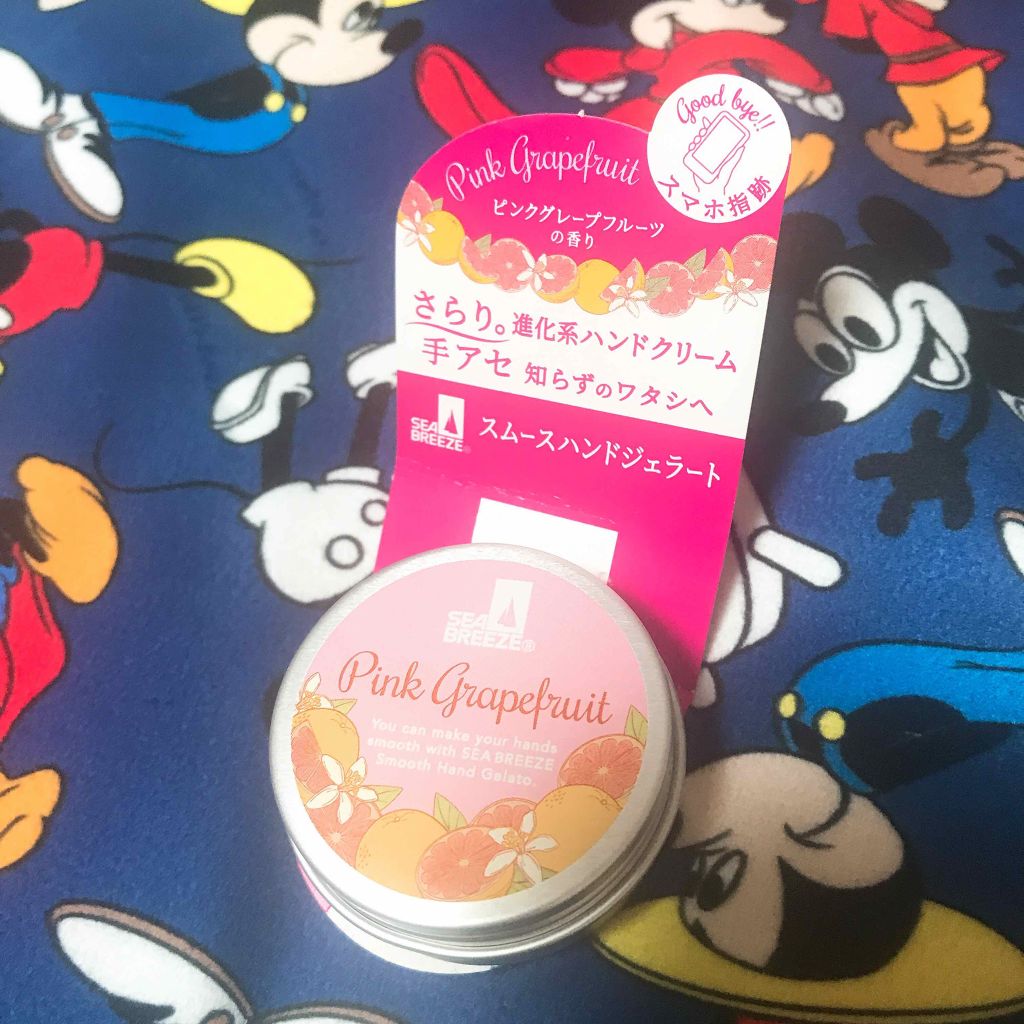 Good bye!!
スマホ指跡
Pink Grapefruit
ピンクグレープフルーツ
の香り
さらり。進化系ハンドクリーム
手アセ 知らずのワタシへ
SEA
BREEZE®
スムースハンドジェラート
SEA
BREEZE®
Pink Grapefruit
You can make your hands
smooth with SEA BREEZE
Smooth Hand Gelato.